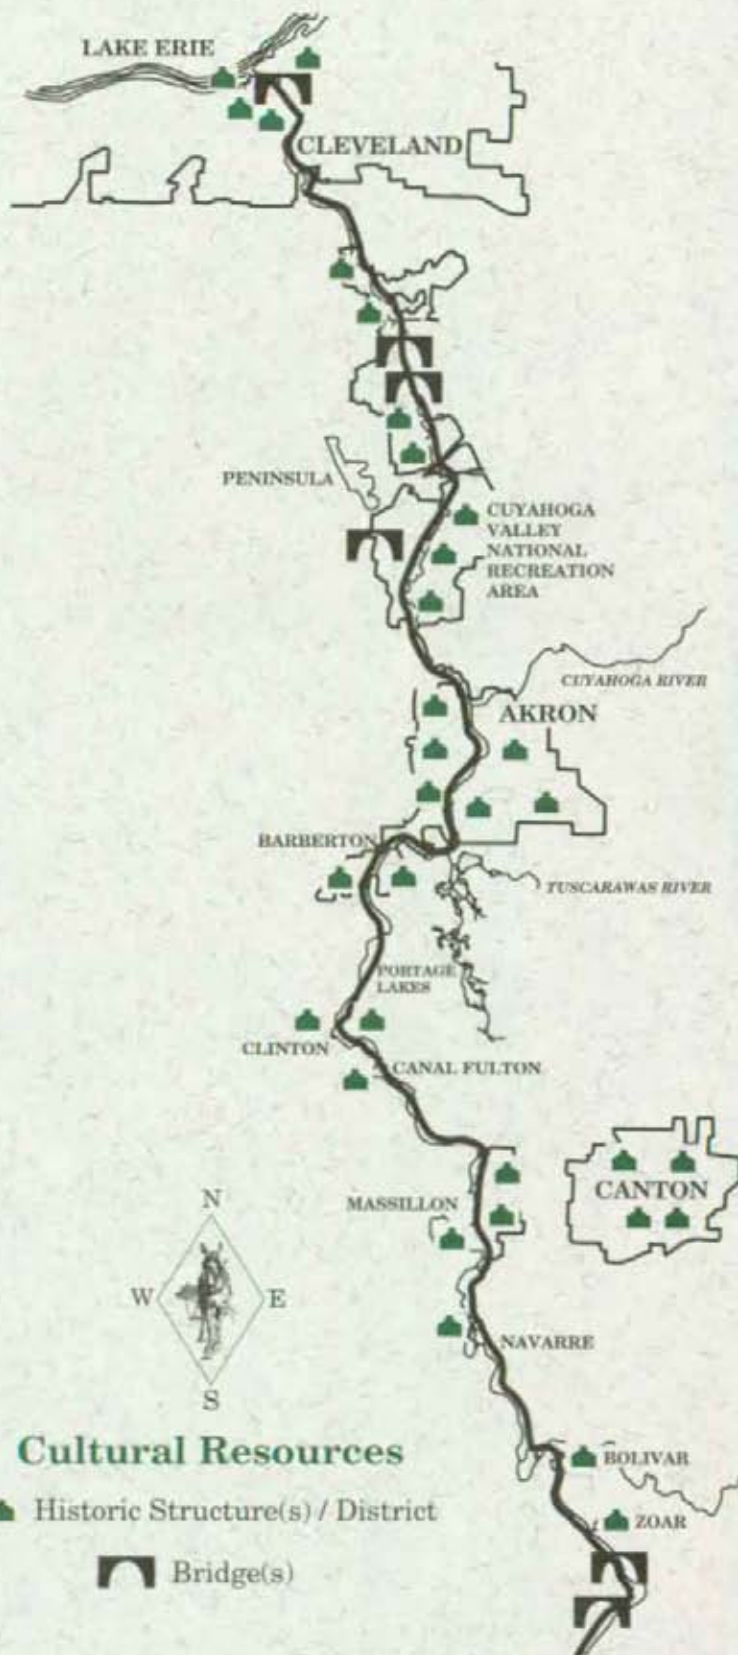 LAKE ERIE
CLEVELAND
PENINSULA
CUYAHOGA
VALLEY
NATIONAL
RECREATION
AREA
CUYAHOGA RIVER
AKRON
BARBERTON
TUSCARAWAS RIVER
PORTAGE
LAKES
CLINTON
CANAL FULTON
MASSILLON
CANTON
N
W E
S
NAVARRE
Cultural Resources
BOLIVAR
Historic Structure(s) / District
ZOAR
Bridge(s)